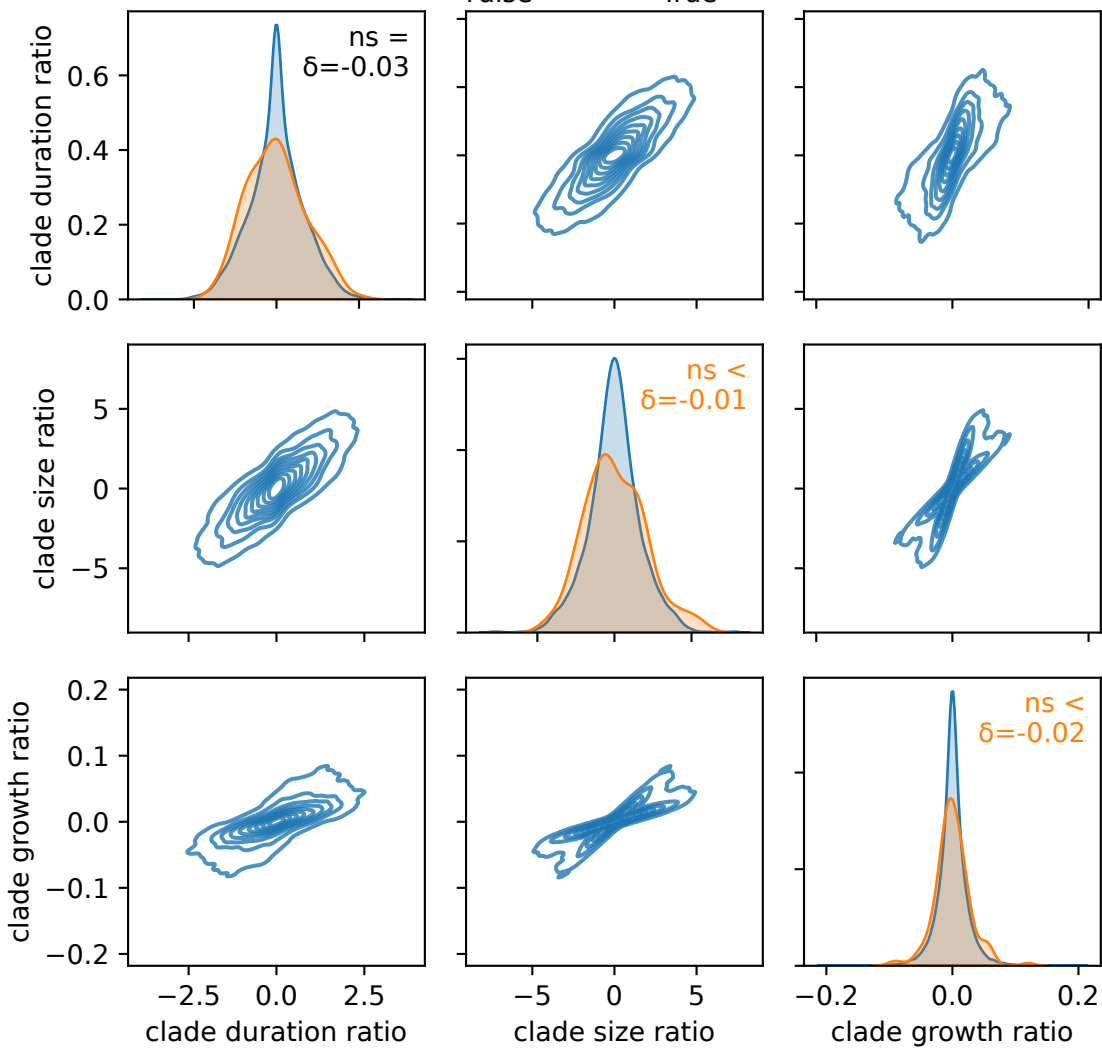 ns =
δ=-0.03
clade duration ratio
0.6
0.4
0.2
0.0
ns <
δ=-0.01
clade size ratio
5
0
−5
ns <
δ=-0.02
clade growth ratio
0.2
0.1
0.0
−0.1
−0.2
−2.5 0.0 2.5
−5 0 5
−0.2 0.0 0.2
clade duration ratio
clade size ratio
clade growth ratio